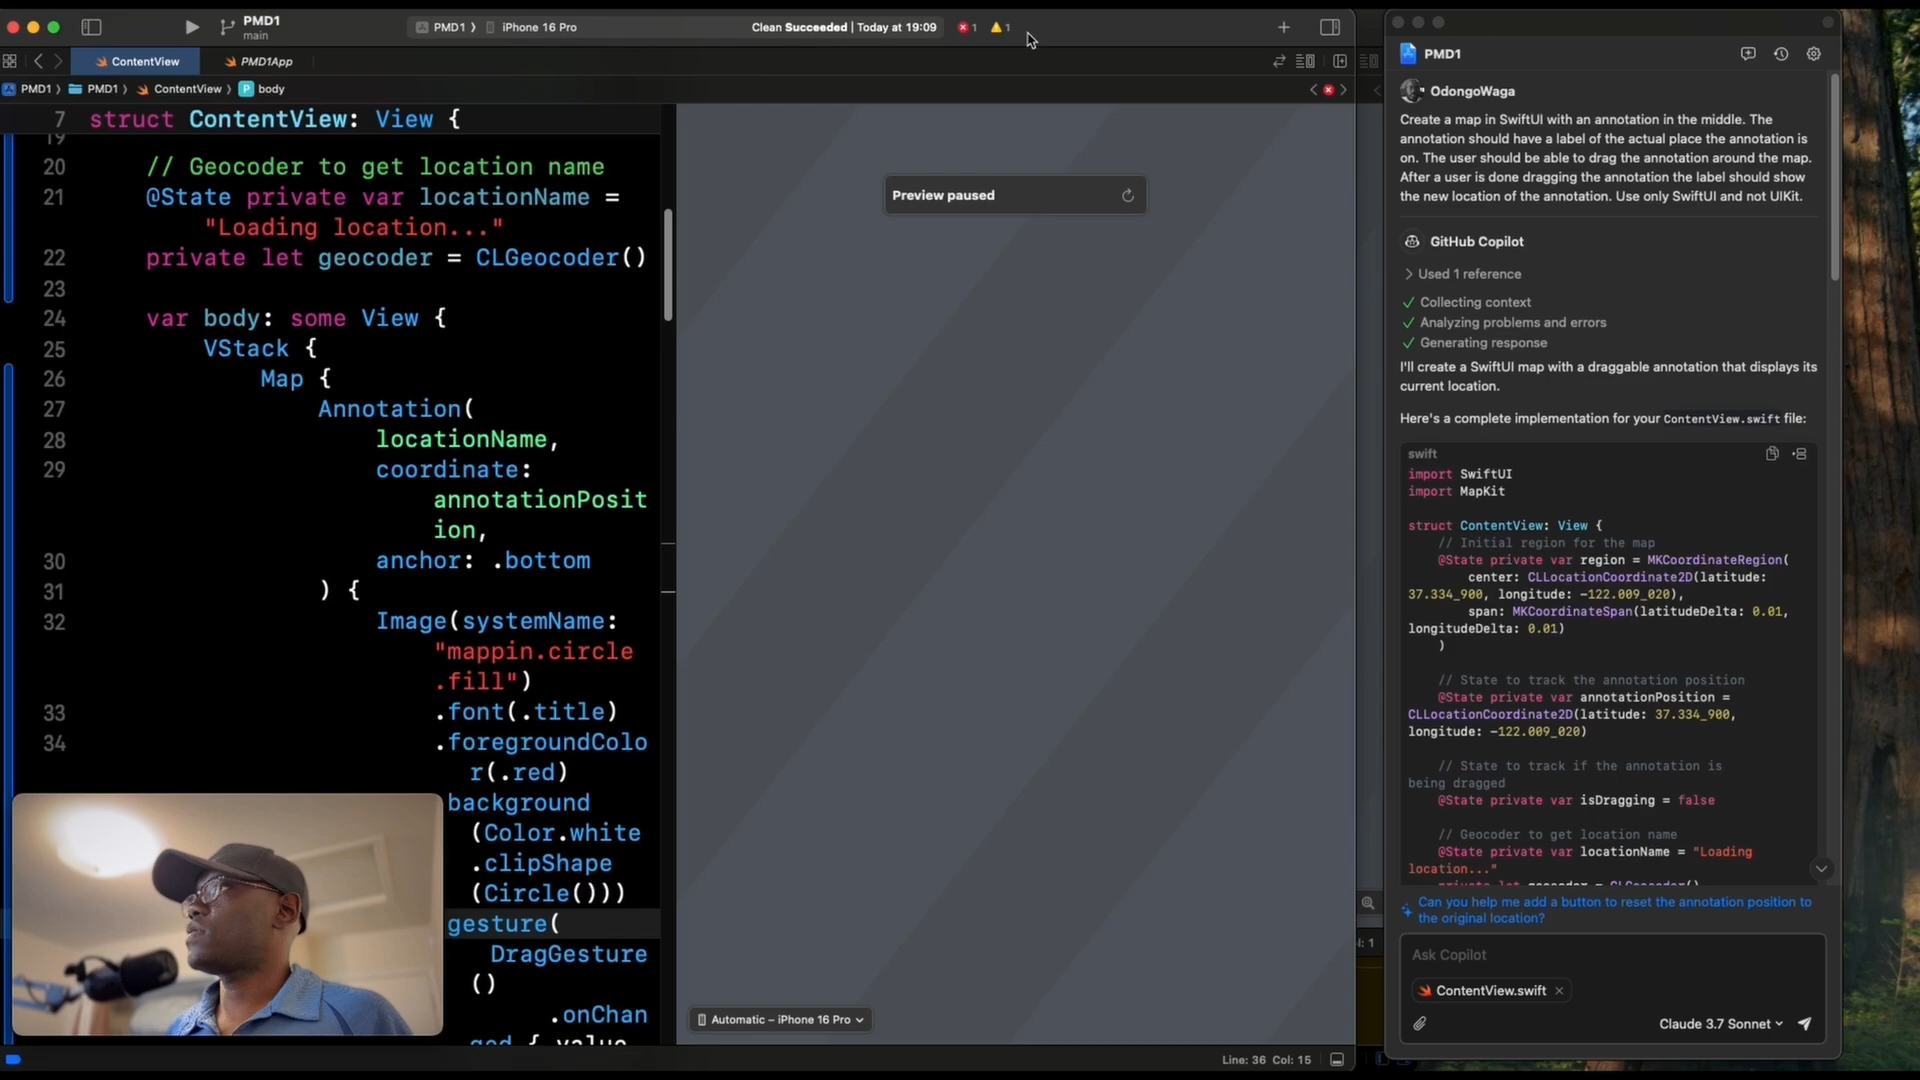 PMD1
main
PMD1 〉 iPhone 16 Pro
Clean Succeeded | Today at 19:09
1
1
ContentView
PMD1App
PMD1 〉 PMD1 〉 ContentView 〉 P body
7 struct ContentView: View {
19
20 // Geocoder to get location name
21 @State private var locationName =
"Loading location..."
22 private let geocoder = CLGeocoder()
23
24 var body: some View {
25 VStack {
26 Map {
27 Annotation(
28 locationName,
29 coordinate:
annotationPosit
ion,
30 anchor: .bottom
31 ) {
32 Image(systemName:
"mappin.circle
.fill")
33 .font(.title)
34 .foregroundColo
r(.red)
background
(Color.white
.clipShape
(Circle()))
gesture(
DragGesture
()
.onChan
ged { value
Preview paused
Automatic – iPhone 16 Pro
Line: 36 Col: 15
l: 1
PMD1
OdongoWaga
Create a map in SwiftUI with an annotation in the middle. The
annotation should have a label of the actual place the annotation is
on. The user should be able to drag the annotation around the map.
After a user is done dragging the annotation the label should show
the new location of the annotation. Use only SwiftUI and not UIKit.
GitHub Copilot
Used 1 reference
Collecting context
Analyzing problems and errors
Generating response
I'll create a SwiftUI map with a draggable annotation that displays its
current location.
Here's a complete implementation for your ContentView.swift file:
swift
import SwiftUI
import MapKit
struct ContentView: View {
// Initial region for the map
@State private var region = MKCoordinateRegion(
center: CLLocationCoordinate2D(latitude:
37.334_900, longitude: -122.009_020),
span: MKCoordinateSpan(latitudeDelta: 0.01,
longitudeDelta: 0.01)
)
// State to track the annotation position
@State private var annotationPosition =
CLLocationCoordinate2D(latitude: 37.334_900,
longitude: -122.009_020)
// State to track if the annotation is
being dragged
@State private var isDragging = false
// Geocoder to get location name
@State private var locationName = "Loading
location..."
private let geocoder = CLGeocoder()
Can you help me add a button to reset the annotation position to
the original location?
Ask Copilot
ContentView.swift
Claude 3.7 Sonnet